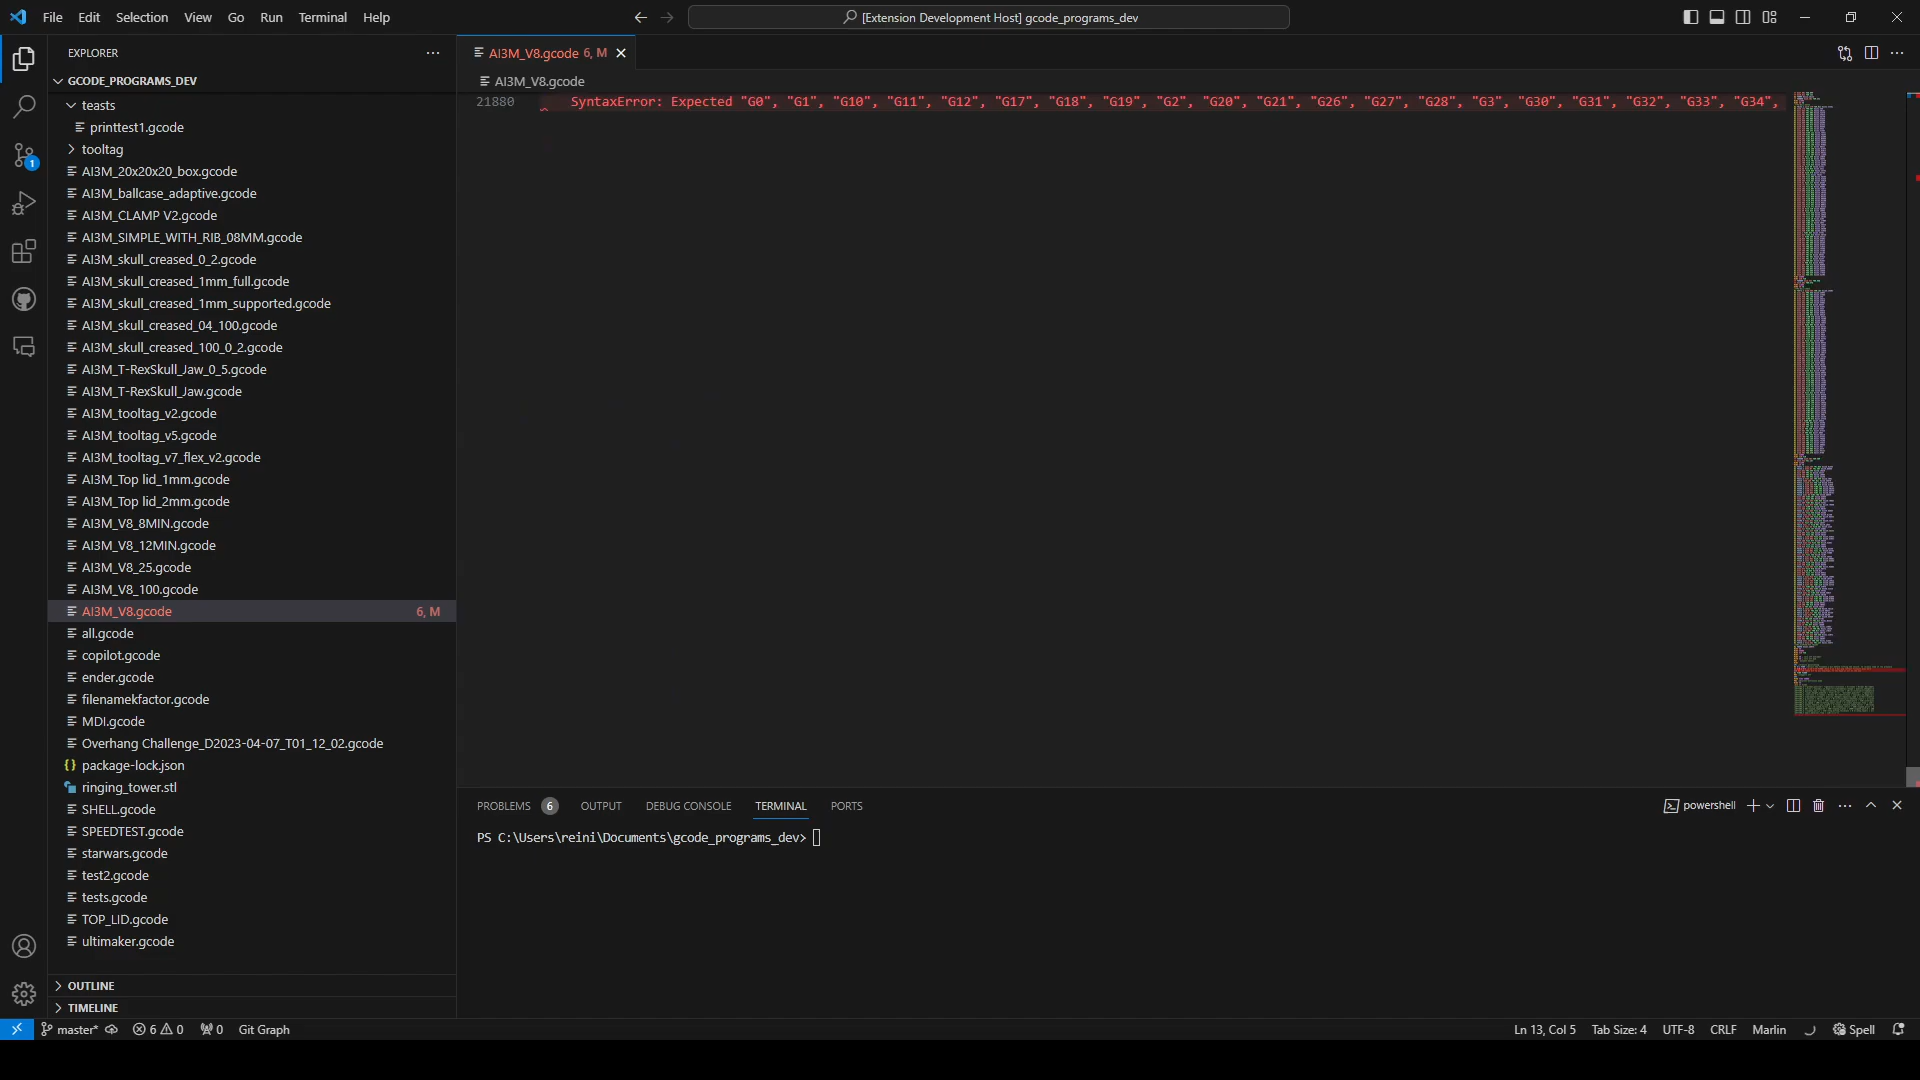 File Edit Selection View Go Run Terminal Help
[Extension Development Host] gcode_programs_dev
EXPLORER
GCODE_PROGRAMS_DEV
teasts
printtest1.gcode
tooltag
AI3M_20x20x20_box.gcode
AI3M_ballcase_adaptive.gcode
AI3M_CLAMP V2.gcode
AI3M_SIMPLE_WITH_RIB_08MM.gcode
AI3M_skull_creased_0_2.gcode
AI3M_skull_creased_1mm_full.gcode
AI3M_skull_creased_1mm_supported.gcode
AI3M_skull_creased_04_100.gcode
AI3M_skull_creased_100_0_2.gcode
AI3M_T-RexSkull_Jaw_0_5.gcode
AI3M_T-RexSkull_Jaw.gcode
AI3M_tooltag_v2.gcode
AI3M_tooltag_v5.gcode
AI3M_tooltag_v7_flex_v2.gcode
AI3M_Top lid_1mm.gcode
AI3M_Top lid_2mm.gcode
AI3M_V8_8MIN.gcode
AI3M_V8_12MIN.gcode
AI3M_V8_25.gcode
AI3M_V8_100.gcode
AI3M_V8.gcode 6, M
all.gcode
copilot.gcode
ender.gcode
filenamekfactor.gcode
MDI.gcode
Overhang Challenge_D2023-04-07_T01_12_02.gcode
package-lock.json
ringing_tower.stl
SHELL.gcode
SPEEDTEST.gcode
starwars.gcode
test2.gcode
tests.gcode
TOP_LID.gcode
ultimaker.gcode
OUTLINE
TIMELINE
AI3M_V8.gcode 6, M
AI3M_V8.gcode
21880 SyntaxError: Expected "G0", "G1", "G10", "G11", "G12", "G17", "G18", "G19", "G2", "G20", "G21", "G26", "G27", "G28", "G3", "G30", "G31", "G32", "G33", "G34",
PROBLEMS 6 OUTPUT DEBUG CONSOLE TERMINAL PORTS
powershell
PS C:\Users\reini\Documents\gcode_programs_dev>
1
master* 6 0 0 Git Graph
Ln 13, Col 5 Tab Size: 4 UTF-8 CRLF Marlin Spell